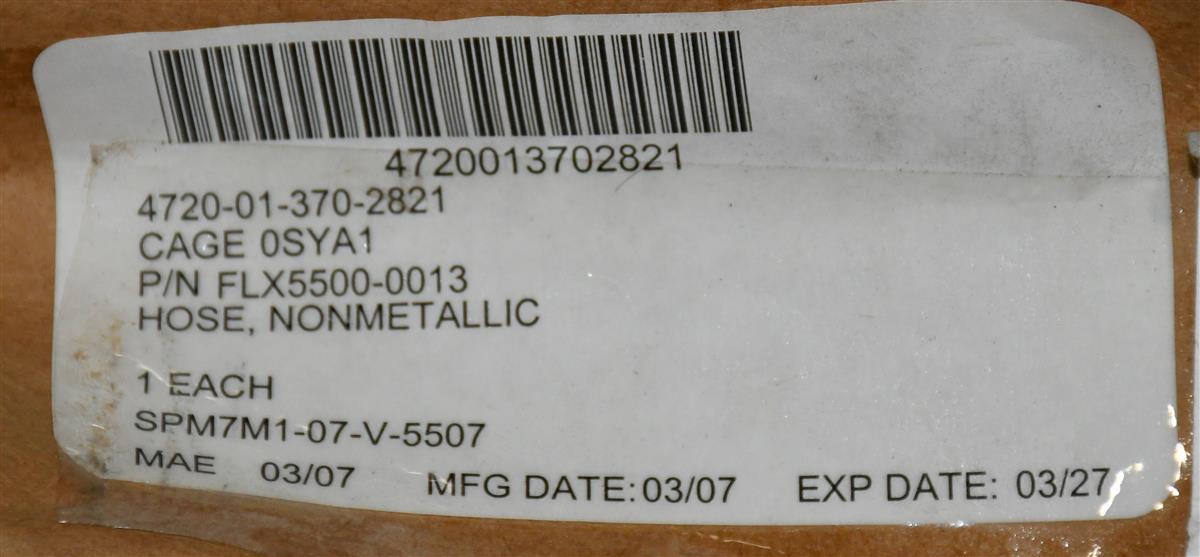 4720013702821
4720-01-370-2821
CAGE 0SYA1
P/N FLX5500-0013
HOSE, NONMETALLIC
1 EACH
SPM7M1-07-V-5507
MAE 03/07 MFG DATE: 03/07 EXP DATE: 03/27